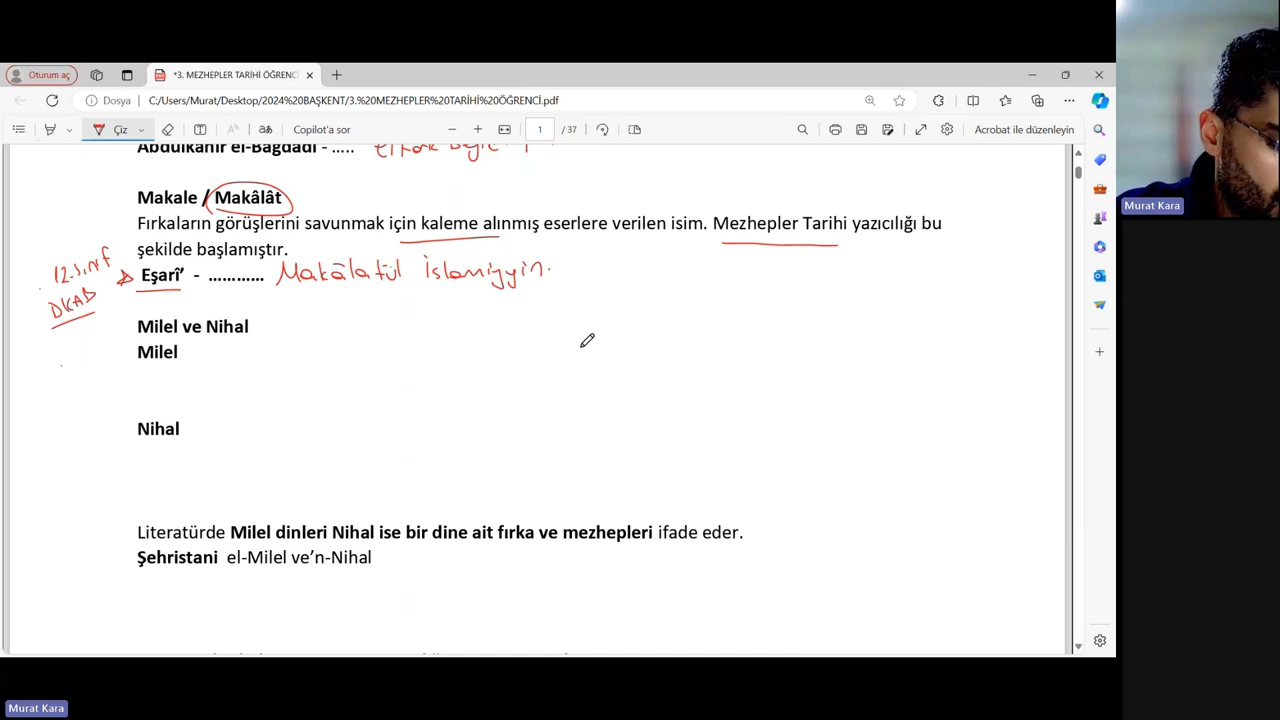 Oturum aç
*3. MEZHEPLER TARİHİ ÖĞRENCİ
Dosya
C:/Users/Murat/Desktop/2024%20BAŞKENT/3.%20MEZHEPLER%20TARİHİ%20ÖĞRENCİ.pdf
Çiz
Copilot'a sor
1 / 37
Acrobat ile düzenleyin
Murat Kara
Abdulkahir el-Bağdadi - .....
Makale / Makâlât
Fırkaların görüşlerini savunmak için kaleme alınmış eserlere verilen isim. Mezhepler Tarihi yazıcılığı bu
şekilde başlamıştır.
12.Sınıf
DKAB
Eşarî’ - ............ Makâlatül İslamiyyin.
Milel ve Nihal
Milel
Nihal
Literatürde Milel dinleri Nihal ise bir dine ait fırka ve mezhepleri ifade eder.
Şehristani el-Milel ve’n-Nihal
Murat Kara